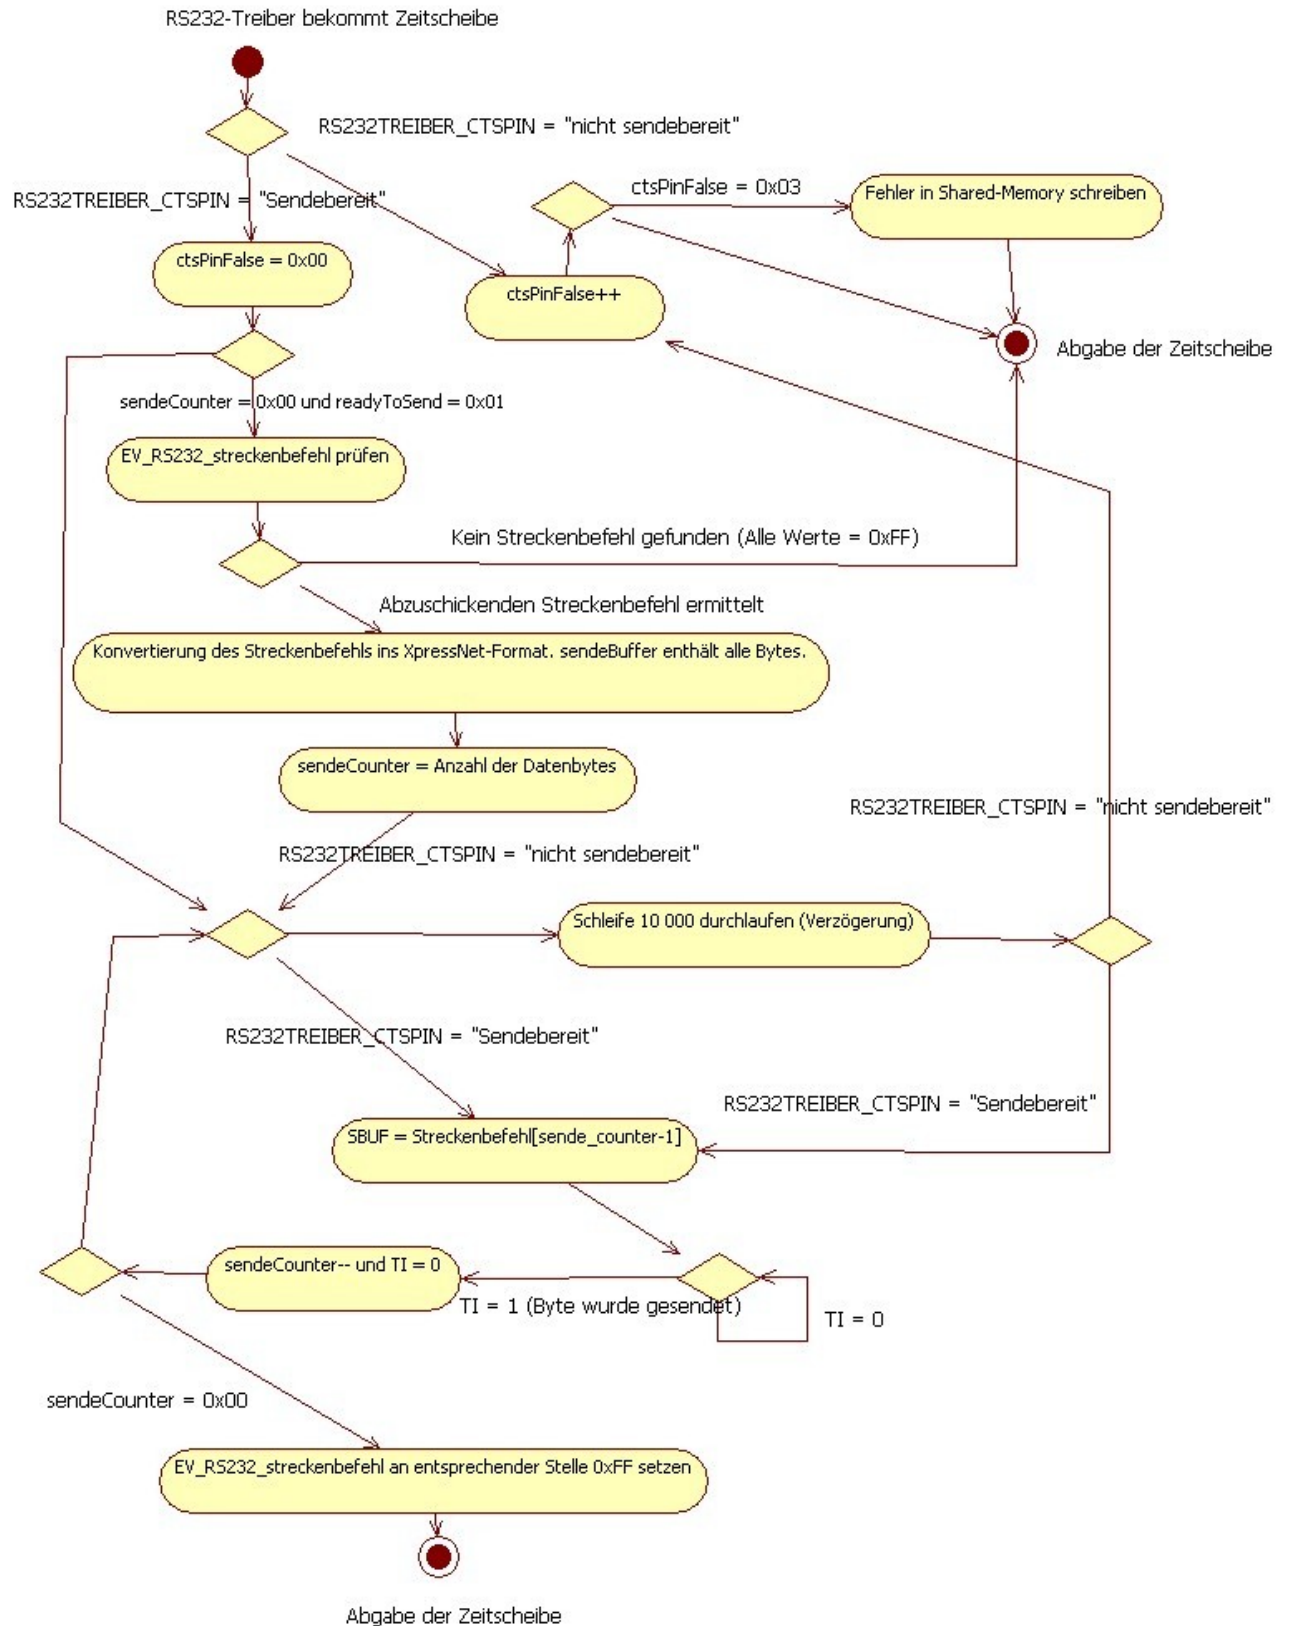 RS232-Treiber bekommt Zeitscheibe
RS232TREIBER_CTSPIN = "nicht sendebereit"
RS232TREIBER_CTSPIN = "Sendebereit"
ctsPinFalse = 0x03
Fehler in Shared-Memory schreiben
ctsPinFalse = 0x00
ctsPinFalse++
Abgabe der Zeitscheibe
sendeCounter = 0x00 und readyToSend = 0x01
EV_RS232_streckenbefehl prüfen
Kein Streckenbefehl gefunden (Alle Werte = 0xFF)
Abzuschickenden Streckenbefehl ermittelt
Konvertierung des Streckenbefehls ins XpressNet-Format. sendeBuffer enthält alle Bytes.
sendeCounter = Anzahl der Datenbytes
RS232TREIBER_CTSPIN = "nicht sendebereit"
RS232TREIBER_CTSPIN = "nicht sendebereit"
Schleife 10 000 durchlaufen (Verzögerung)
RS232TREIBER_CTSPIN = "Sendebereit"
RS232TREIBER_CTSPIN = "Sendebereit"
SBUF = Streckenbefehl[sende_counter-1]
sendeCounter-- und TI = 0
TI = 1 (Byte wurde gesendet)
TI = 0
sendeCounter = 0x00
EV_RS232_streckenbefehl an entsprechender Stelle 0xFF setzen
Abgabe der Zeitscheibe